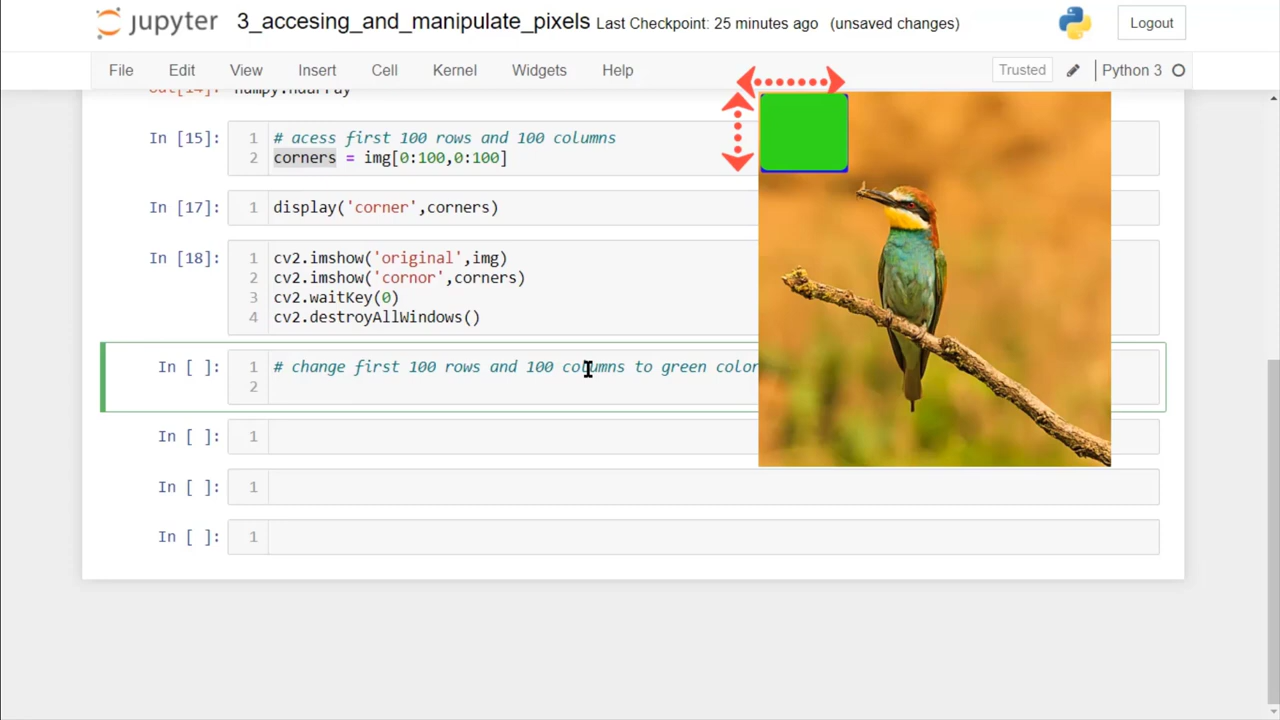 jupyter 3_accesing_and_manipulate_pixels Last Checkpoint: 25 minutes ago (unsaved changes) Logout
File Edit View Insert Cell Kernel Widgets Help Trusted Python 3
Out[14]: numpy.ndarray
In [15]: 1 # acess first 100 rows and 100 columns
2 corners = img[0:100,0:100]
In [17]: 1 display('corner',corners)
In [18]: 1 cv2.imshow('original',img)
2 cv2.imshow('cornor',corners)
3 cv2.waitKey(0)
4 cv2.destroyAllWindows()
In [ ]: 1 # change first 100 rows and 100 columns to green color
2
In [ ]: 1
In [ ]: 1
In [ ]: 1